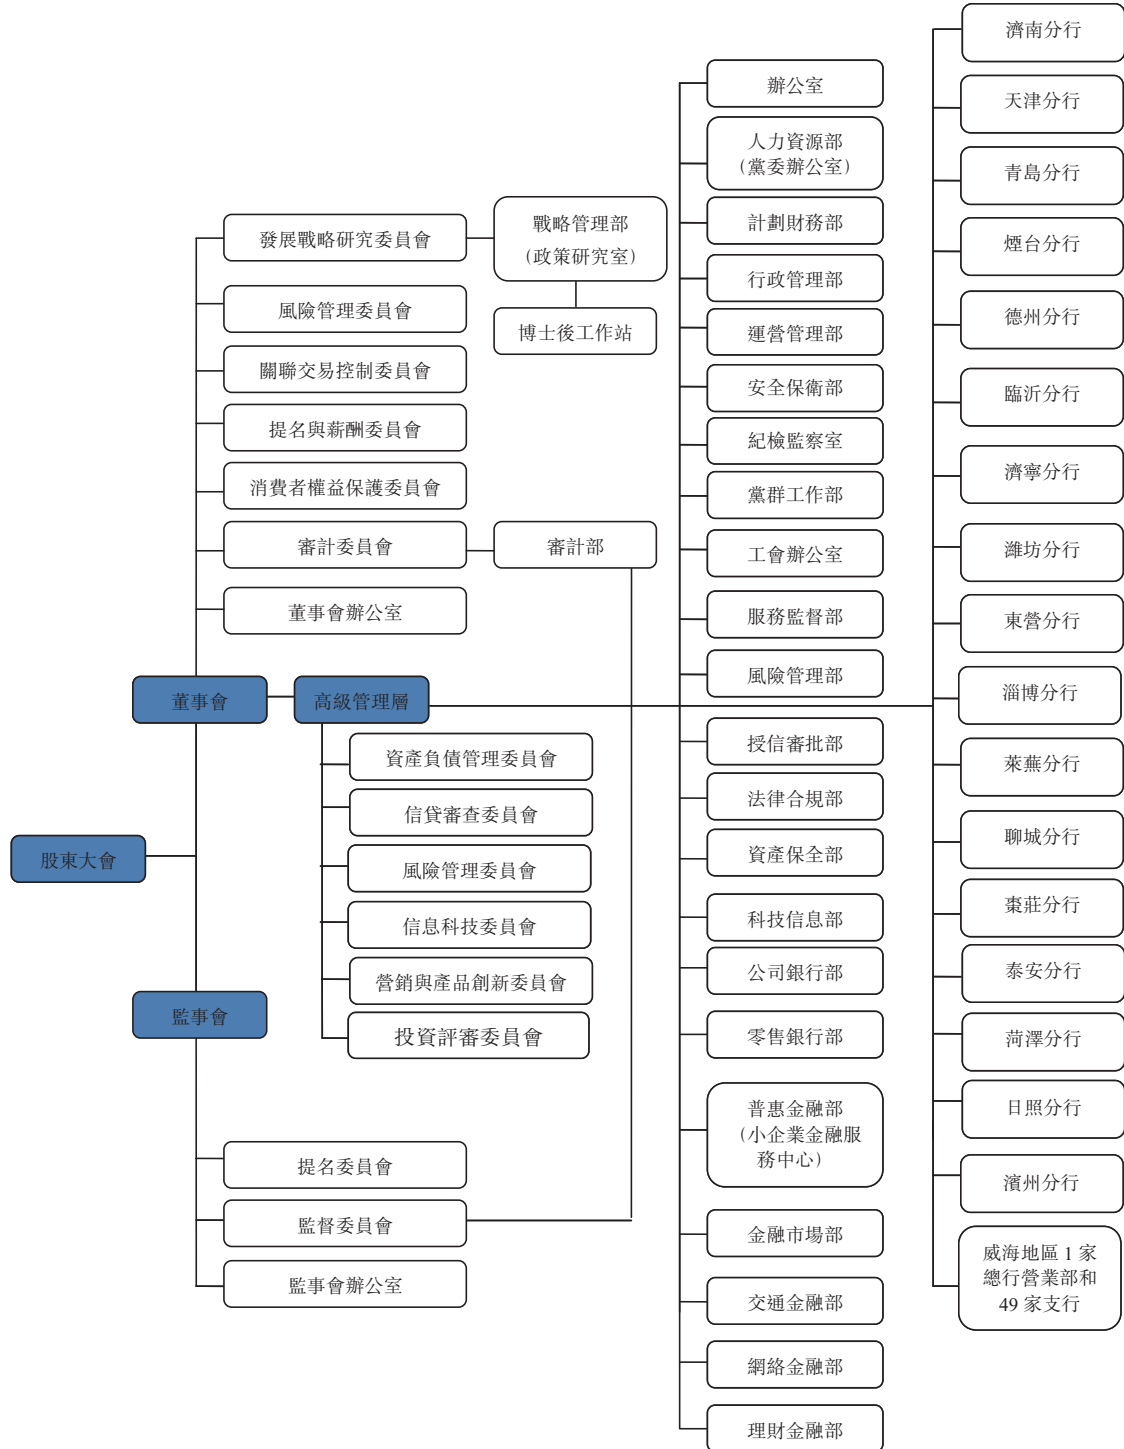 股東大會
董事會
監事會
發展戰略研究委員會
風險管理委員會
關聯交易控制委員會
提名與薪酬委員會
消費者權益保護委員會
審計委員會
董事會辦公室
戰略管理部
（政策研究室）
博士後工作站
審計部
高級管理層
資產負債管理委員會
信貸審查委員會
風險管理委員會
信息科技委員會
營銷與產品創新委員會
投資評審委員會
提名委員會
監督委員會
監事會辦公室
辦公室
人力資源部
（黨委辦公室）
計劃財務部
行政管理部
運營管理部
安全保衛部
紀檢監察室
黨群工作部
工會辦公室
服務監督部
風險管理部
授信審批部
法律合規部
資產保全部
科技信息部
公司銀行部
零售銀行部
普惠金融部
（小企業金融服
務中心）
金融市場部
交通金融部
網絡金融部
理財金融部
濟南分行
天津分行
青島分行
煙台分行
德州分行
臨沂分行
濟寧分行
濰坊分行
東營分行
淄博分行
萊蕪分行
聊城分行
棗莊分行
泰安分行
菏澤分行
日照分行
濱州分行
威海地區 1 家
總行營業部和
49 家支行